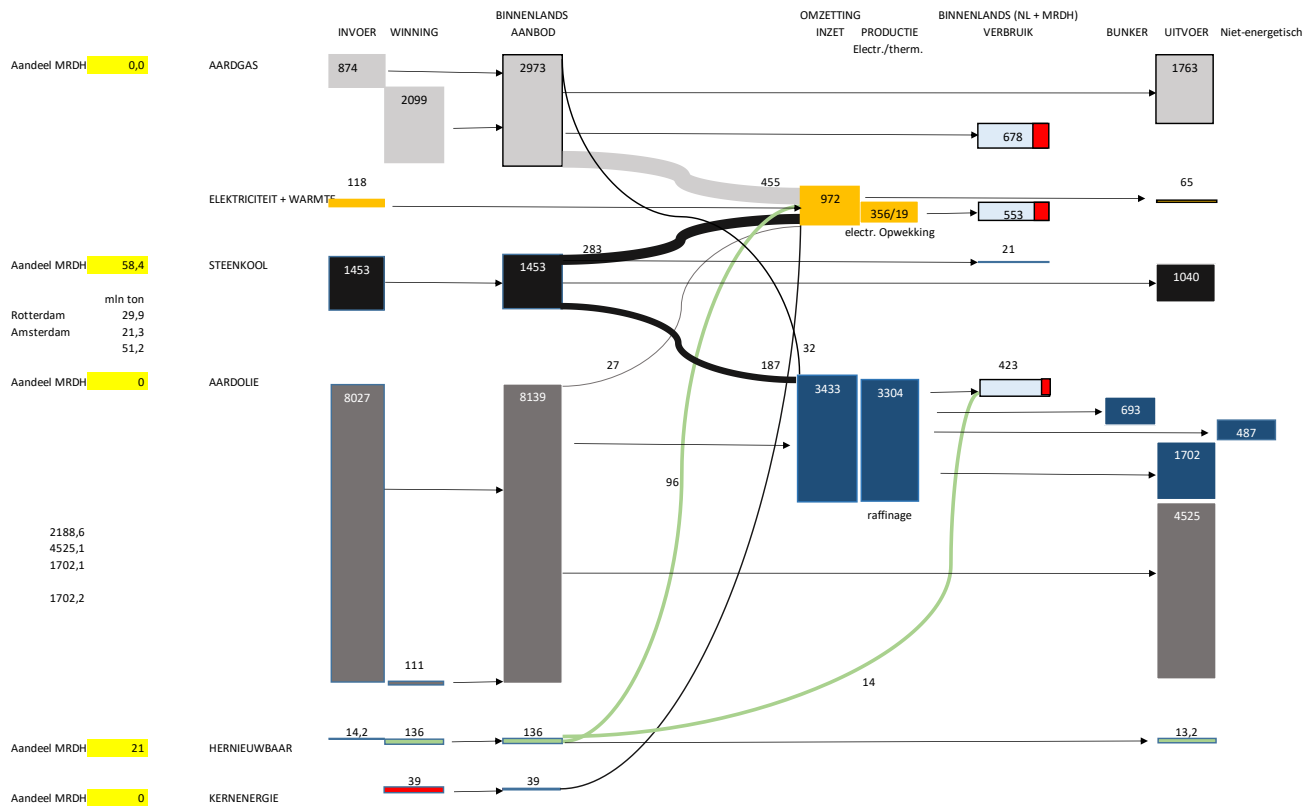 BINNENLANDS OMZETTING BINNENLANDS (NL + MRDH)
INVOER WINNING AANBOD INZET PRODUCTIE VERBRUIK BUNKER UITVOER Niet-energetisch
Electr./therm.
Aandeel MRDH 0,0 AARDGAS 874 2973 1763
2099
678
118 455 65
ELEKTRICITEIT + WARMTE 972
356/19 553
electr. Opwekking
283 21
Aandeel MRDH 58,4 STEENKOOL 1453 1453 1040
mln ton
Rotterdam 29,9
Amsterdam 21,3
51,2 32
27 187 423
Aandeel MRDH 0 AARDOLIE
8027 8139 3433 3304
693
487
1702
96
raffinage 4525
2188,6
4525,1
1702,1
1702,2
111
14
14,2 136 136 13,2
Aandeel MRDH 21 HERNIEUWBAAR
39 39
Aandeel MRDH 0 KERNENERGIE